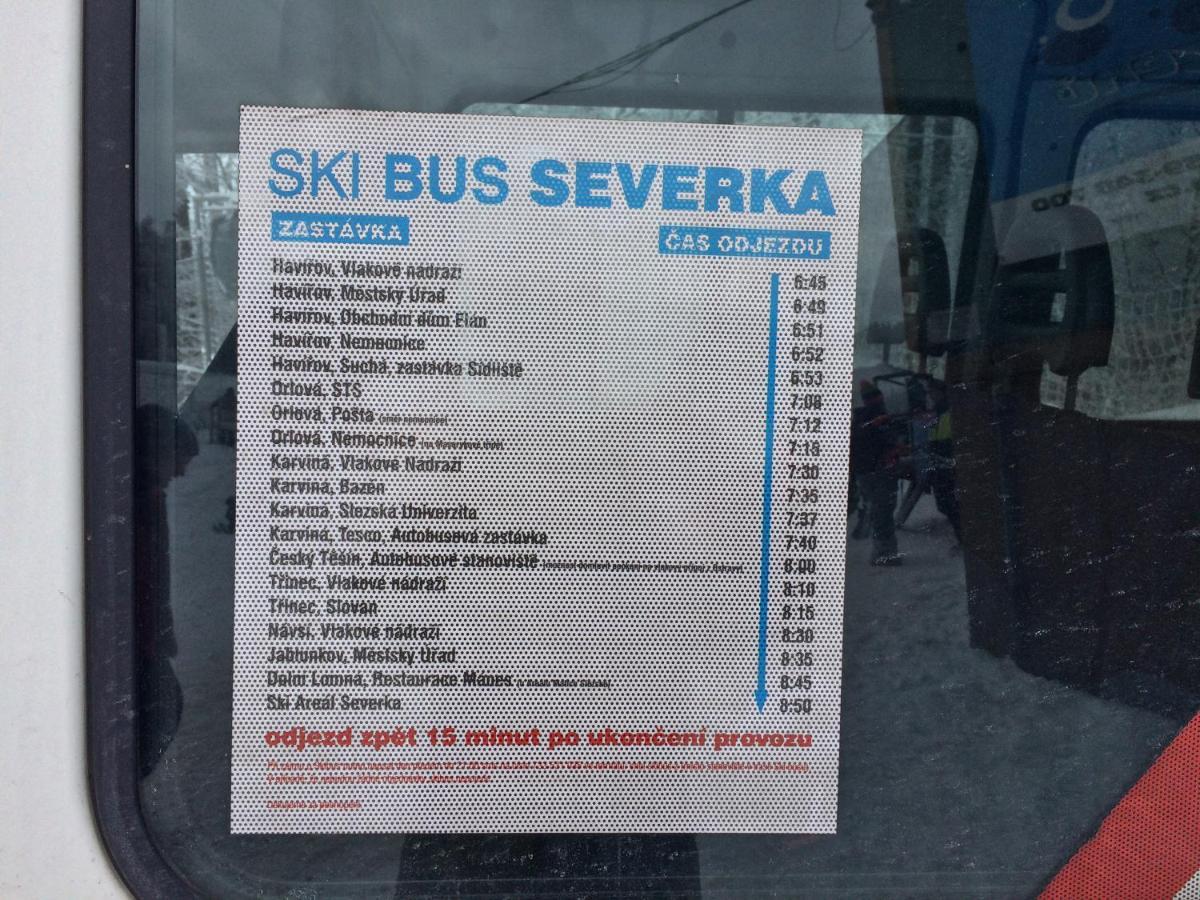 SKI BUS SEVERKA
ZASTÁVKA ČAS ODJEZDU
Havířov, Vlakové nádraží 6:45
Havířov, Městský Úřad 6:49
Havířov, Obchodní dům Elán 6:51
Havířov, Nemocnice 6:52
Havířov, Suchá, zastávka Sídliště 6:53
Orlová, STS 7:08
Orlová, Pošta 7:12
Orlová, Nemocnice 7:15
Karviná, Vlakové Nádraží 7:30
Karviná, Bazén 7:35
Karviná, Slezská Univerzita 7:37
Karviná, Tesco, Autobusová zastávka 7:40
Český Těšín, Autobusové stanoviště 8:00
Třinec, Vlakové nádraží 8:10
Třinec, Slovan 8:15
Návsí, Vlakové nádraží 8:30
Jablunkov, Městský Úřad 8:35
Dolní Lomná, Restaurace Mánes 8:45
Ski Areál Severka 8:50
odjezd zpět 15 minut po ukončení provozu
Děkujeme za pochopení